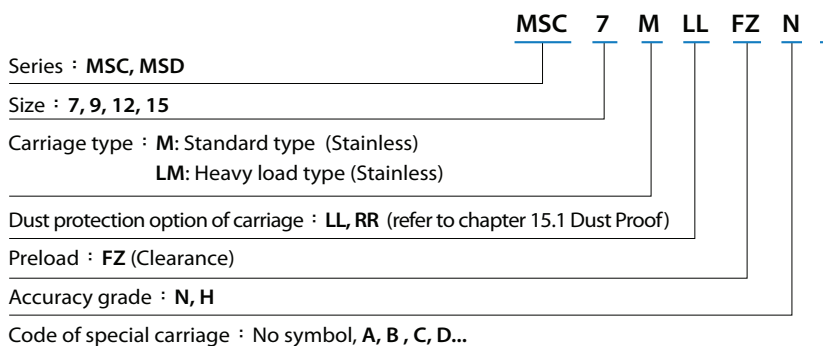 MSC 7 M LL FZ N
Series：MSC, MSD
Size：7, 9, 12, 15
Carriage type：M: Standard type (Stainless)
LM: Heavy load type (Stainless)
Dust protection option of carriage：LL, RR (refer to chapter 15.1 Dust Proof)
Preload：FZ (Clearance)
Accuracy grade：N, H
Code of special carriage：No symbol, A, B , C, D...